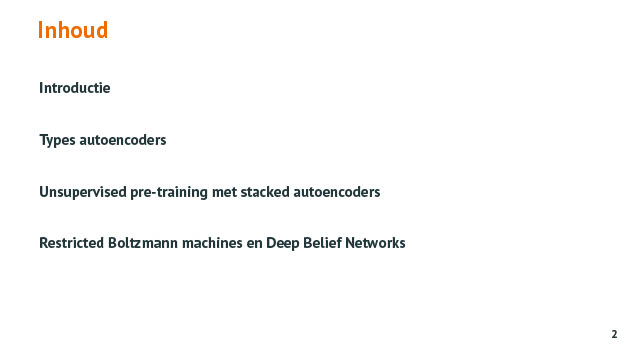 Inhoud
Introductie
Types autoencoders
Unsupervised pre-training met stacked autoencoders
Restricted Boltzmann machines en Deep Belief Networks
2